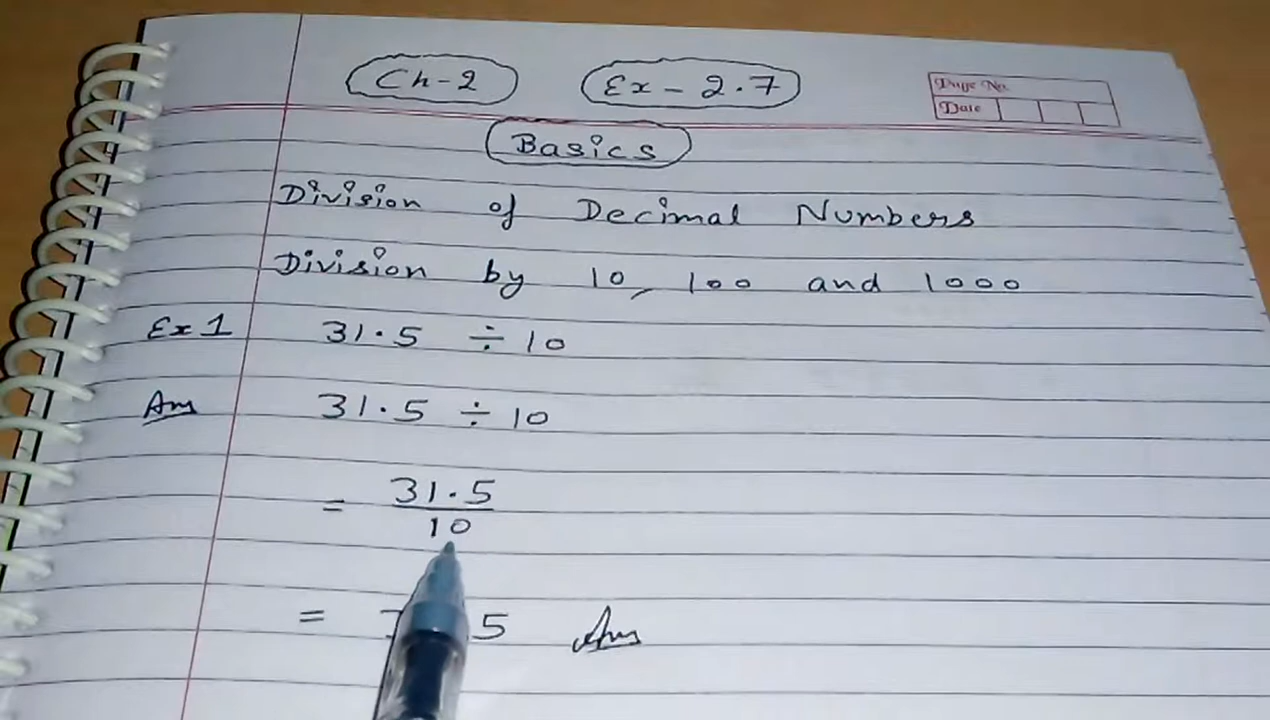 Ch-2 Ex - 2.7
Page No.
Date
Basics
Division of Decimal Numbers
Division by 10, 100 and 1000
Ex 1 31.5 ÷ 10
Ans 31.5 ÷ 10
= 31.5
10
= 5 Ans